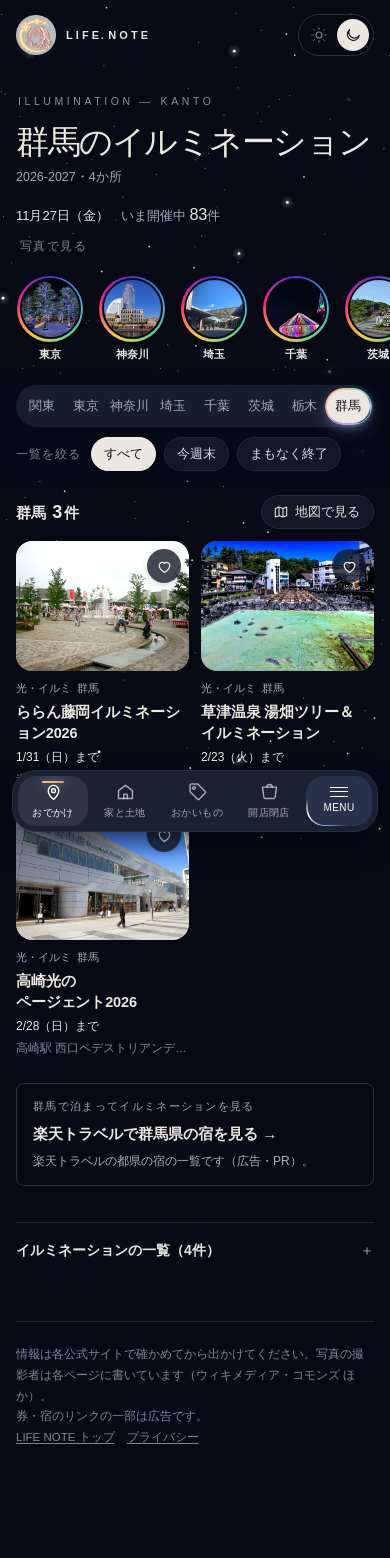 LIFE NOTE
ILLUMINATION — KANTO
群馬のイルミネーション
2026-2027・4か所
11月27日（金） いま開催中 83件
写真で見る
東京 神奈川 埼玉 千葉 茨城
関東 東京 神奈川 埼玉 千葉 茨城 栃木 群馬
一覧を絞る すべて 今週末 まもなく終了
群馬 3件 地図で見る
光・イルミ 群馬
ららん藤岡イルミネーシ
ョン2026
1/31（日）まで
光・イルミ 群馬
草津温泉 湯畑ツリー＆
イルミネーション
2/23（火）まで
おでかけ 家と土地 おかいもの 開店閉店 MENU
光・イルミ 群馬
高崎光の
ページェント2026
2/28（日）まで
高崎駅 西口ペデストリアンデ…
群馬で泊まってイルミネーションを見る
楽天トラベルで群馬県の宿を見る →
楽天トラベルの都県の宿の一覧です（広告・PR）。
イルミネーションの一覧（4件） +
情報は各公式サイトで確かめてから出かけてください。写真の撮
影者は各ページに書いています（ウィキメディア・コモンズ ほ
か）。
券・宿のリンクの一部は広告です。
LIFE NOTE トップ プライバシー